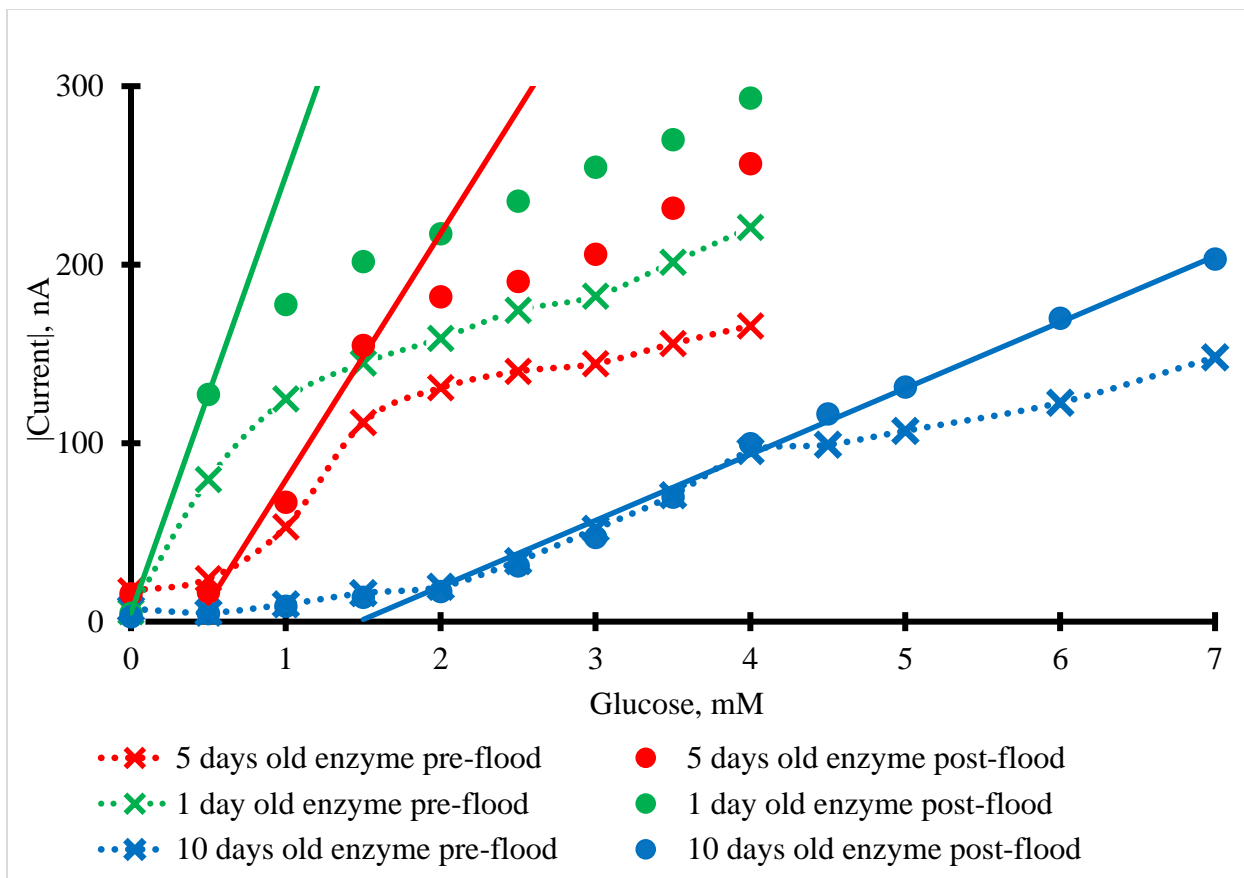 300
200
100
0
|Current|, nA
0 1 2 3 4 5 6 7
Glucose, mM
5 days old enzyme pre-flood
5 days old enzyme post-flood
1 day old enzyme pre-flood
1 day old enzyme post-flood
10 days old enzyme pre-flood
10 days old enzyme post-flood